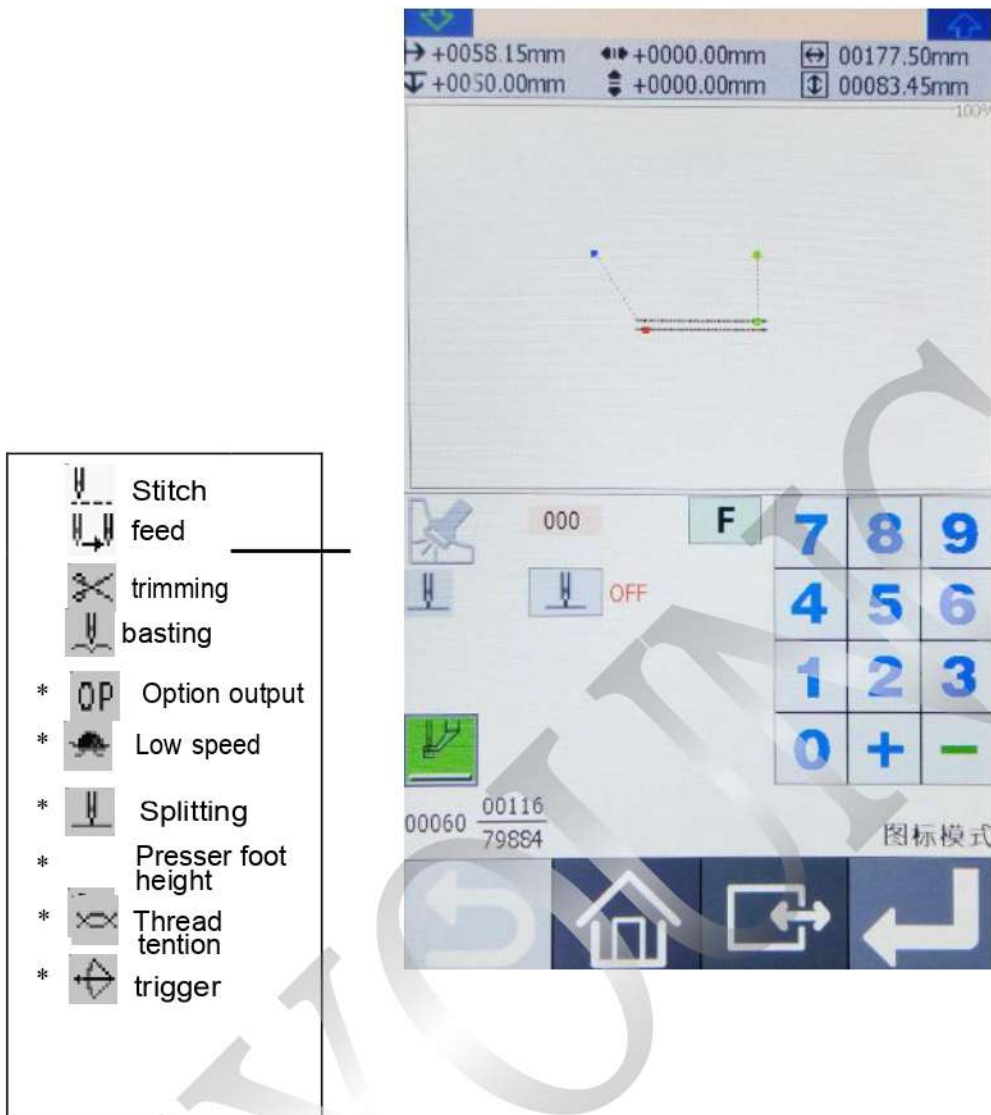 +0058.15mm +0000.00mm 00177.50mm
+0050.00mm +0000.00mm 00083.45mm
100%
Stitch
feed
trimming
basting
* OP Option output
* Low speed
* Splitting
* Presser foot
height
* Thread
tention
* trigger
000 F 7 8 9
OFF 4 5 6
1 2 3
0 + -
00060 00116
79884
图标模式
YOUNG